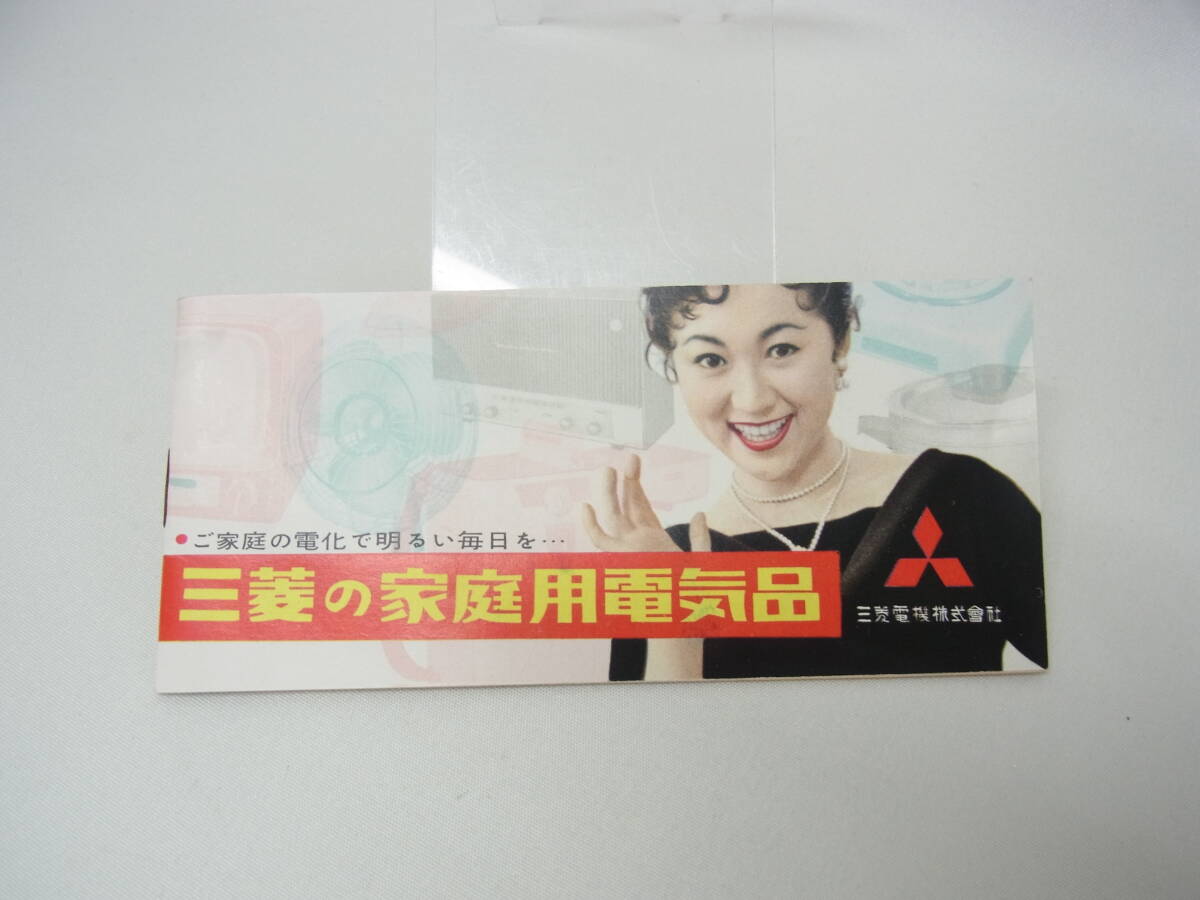 ●ご家庭の電化で明るい毎日を…
三菱の家庭用電気品
三菱電機株式會社